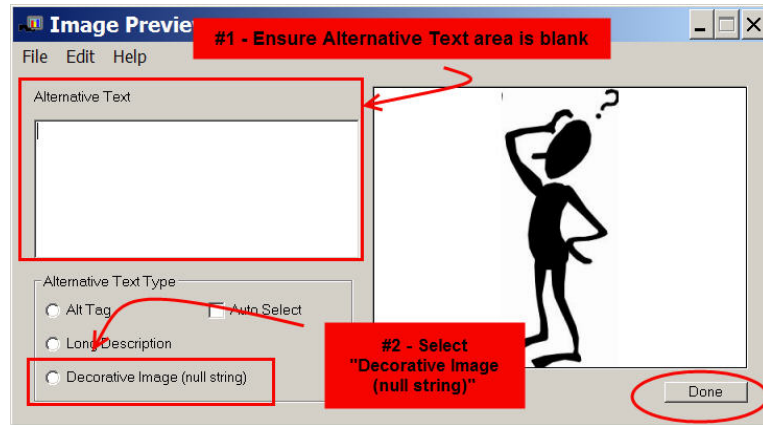 Image Previe
#1 - Ensure Alternative Text area is blank
File Edit Help
Alternative Text
?
Alternative Text Type
Alt Tag
Auto Select
Long Description
Decorative Image (null string)
#2 - Select
"Decorative Image
(null string)"
Done